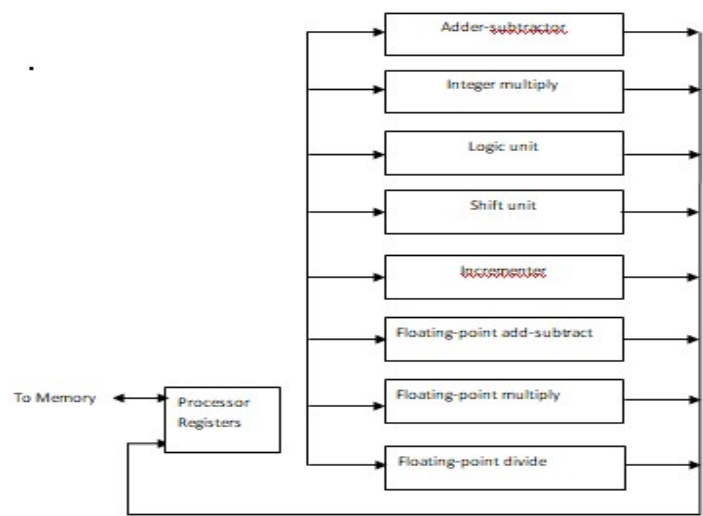 Adder-subtractor
Integer multiply
Logic unit
Shift unit
Incrementer
Floating-point add-subtract
To Memory
Processor
Registers
Floating-point multiply
Floating-point divide